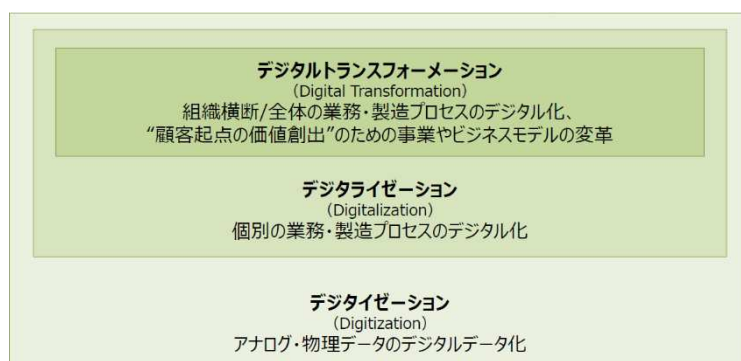 デジタルトランスフォーメーション
(Digital Transformation)
組織横断/全体の業務・製造プロセスのデジタル化、
“顧客起点の価値創出”のための事業やビジネスモデルの変革
デジタライゼーション
(Digitalization)
個別の業務・製造プロセスのデジタル化
デジタイゼーション
(Digitization)
アナログ・物理データのデジタルデータ化